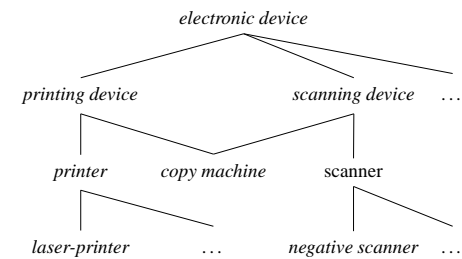 electronic device
printing device scanning device ...
printer copy machine scanner
laser-printer ... negative scanner ...